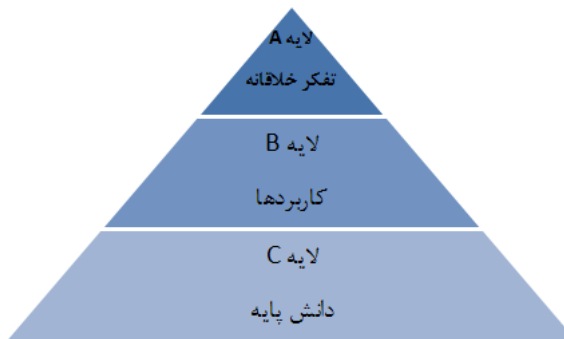 لایه A
تفکر خلاقانه
لایه B
کاربردها
لایه C
دانش پایه